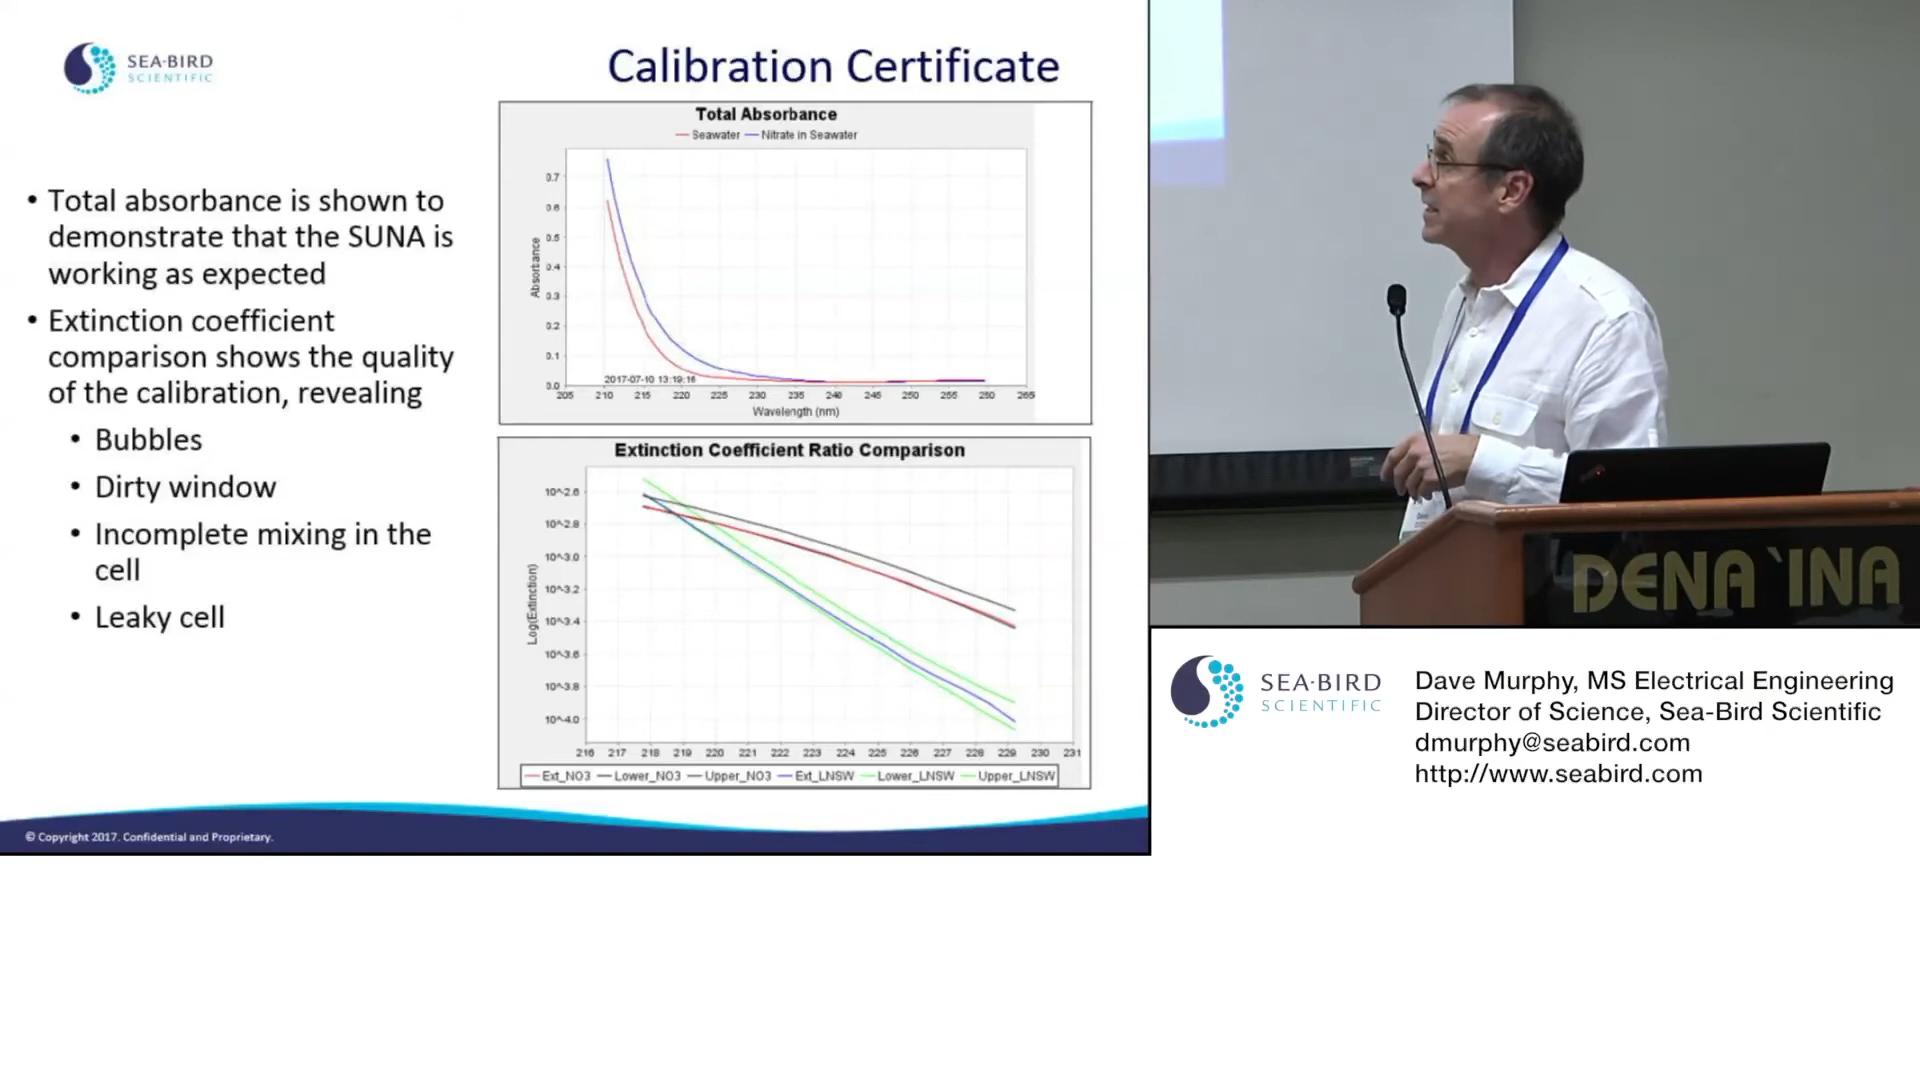 SEA·BIRD
SCIENTIFIC
Calibration Certificate
• Total absorbance is shown to
demonstrate that the SUNA is
working as expected
• Extinction coefficient
comparison shows the quality
of the calibration, revealing
• Bubbles
• Dirty window
• Incomplete mixing in the
cell
• Leaky cell
Total Absorbance
Seawater Nitrate in Seawater
Absorbance
0.7
0.6
0.5
0.4
0.3
0.2
0.1
0.0
2017-07-10 13:19:16
205 210 215 220 225 230 235 240 245 250 255 260 265
Wavelength (nm)
Extinction Coefficient Ratio Comparison
Log(Extinction)
10^-2.6
10^-2.8
10^-3.0
10^-3.2
10^-3.4
10^-3.6
10^-3.8
10^-4.0
216 217 218 219 220 221 222 223 224 225 226 227 228 229 230 231
Ext_NO3 Lower_NO3 Upper_NO3 Ext_LNSW Lower_LNSW Upper_LNSW
© Copyright 2017. Confidential and Proprietary.
DENA'INA
SEA·BIRD
SCIENTIFIC
Dave Murphy, MS Electrical Engineering
Director of Science, Sea-Bird Scientific
dmurphy@seabird.com
http://www.seabird.com